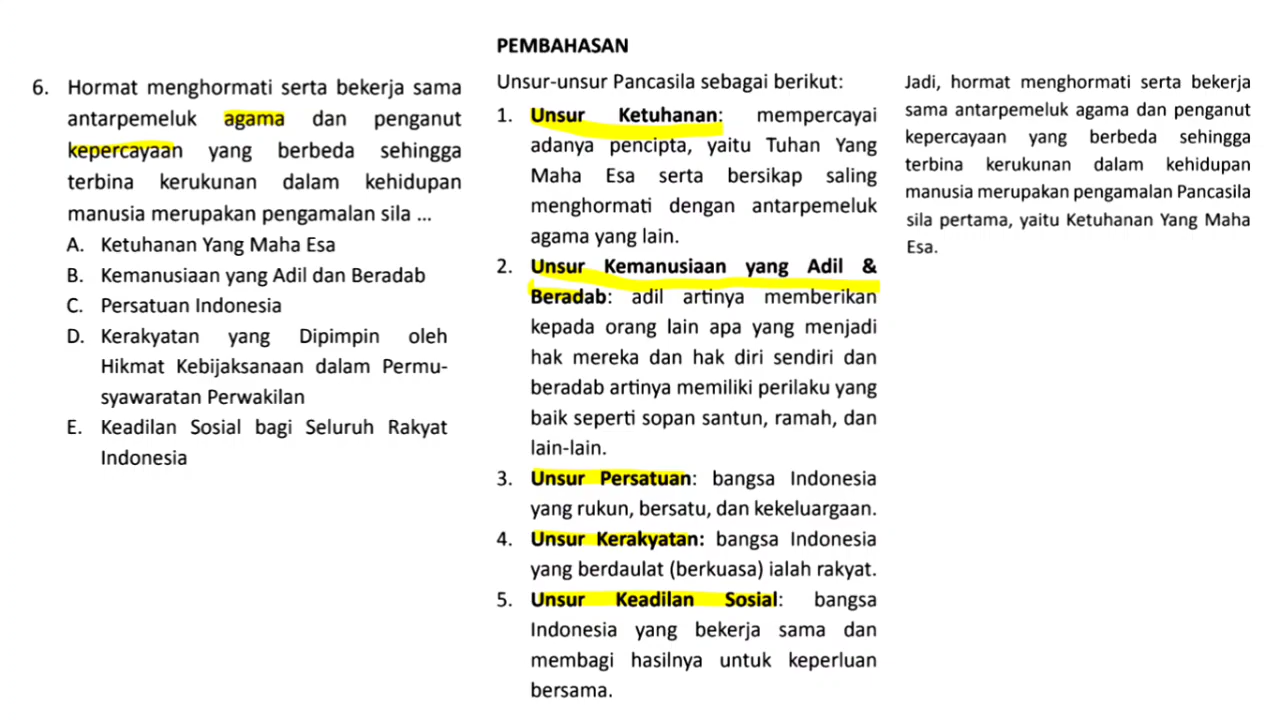 6. Hormat menghormati serta bekerja sama
antarpemeluk agama dan penganut
kepercayaan yang berbeda sehingga
terbina kerukunan dalam kehidupan
manusia merupakan pengamalan sila ...
A. Ketuhanan Yang Maha Esa
B. Kemanusiaan yang Adil dan Beradab
C. Persatuan Indonesia
D. Kerakyatan yang Dipimpin oleh
Hikmat Kebijaksanaan dalam Permu-
syawaratan Perwakilan
E. Keadilan Sosial bagi Seluruh Rakyat
Indonesia
PEMBAHASAN
Unsur-unsur Pancasila sebagai berikut:
1. Unsur Ketuhanan: mempercayai
adanya pencipta, yaitu Tuhan Yang
Maha Esa serta bersikap saling
menghormati dengan antarpemeluk
agama yang lain.
2. Unsur Kemanusiaan yang Adil &
Beradab: adil artinya memberikan
kepada orang lain apa yang menjadi
hak mereka dan hak diri sendiri dan
beradab artinya memiliki perilaku yang
baik seperti sopan santun, ramah, dan
lain-lain.
3. Unsur Persatuan: bangsa Indonesia
yang rukun, bersatu, dan kekeluargaan.
4. Unsur Kerakyatan: bangsa Indonesia
yang berdaulat (berkuasa) ialah rakyat.
5. Unsur Keadilan Sosial: bangsa
Indonesia yang bekerja sama dan
membagi hasilnya untuk keperluan
bersama.
Jadi, hormat menghormati serta bekerja
sama antarpemeluk agama dan penganut
kepercayaan yang berbeda sehingga
terbina kerukunan dalam kehidupan
manusia merupakan pengamalan Pancasila
sila pertama, yaitu Ketuhanan Yang Maha
Esa.